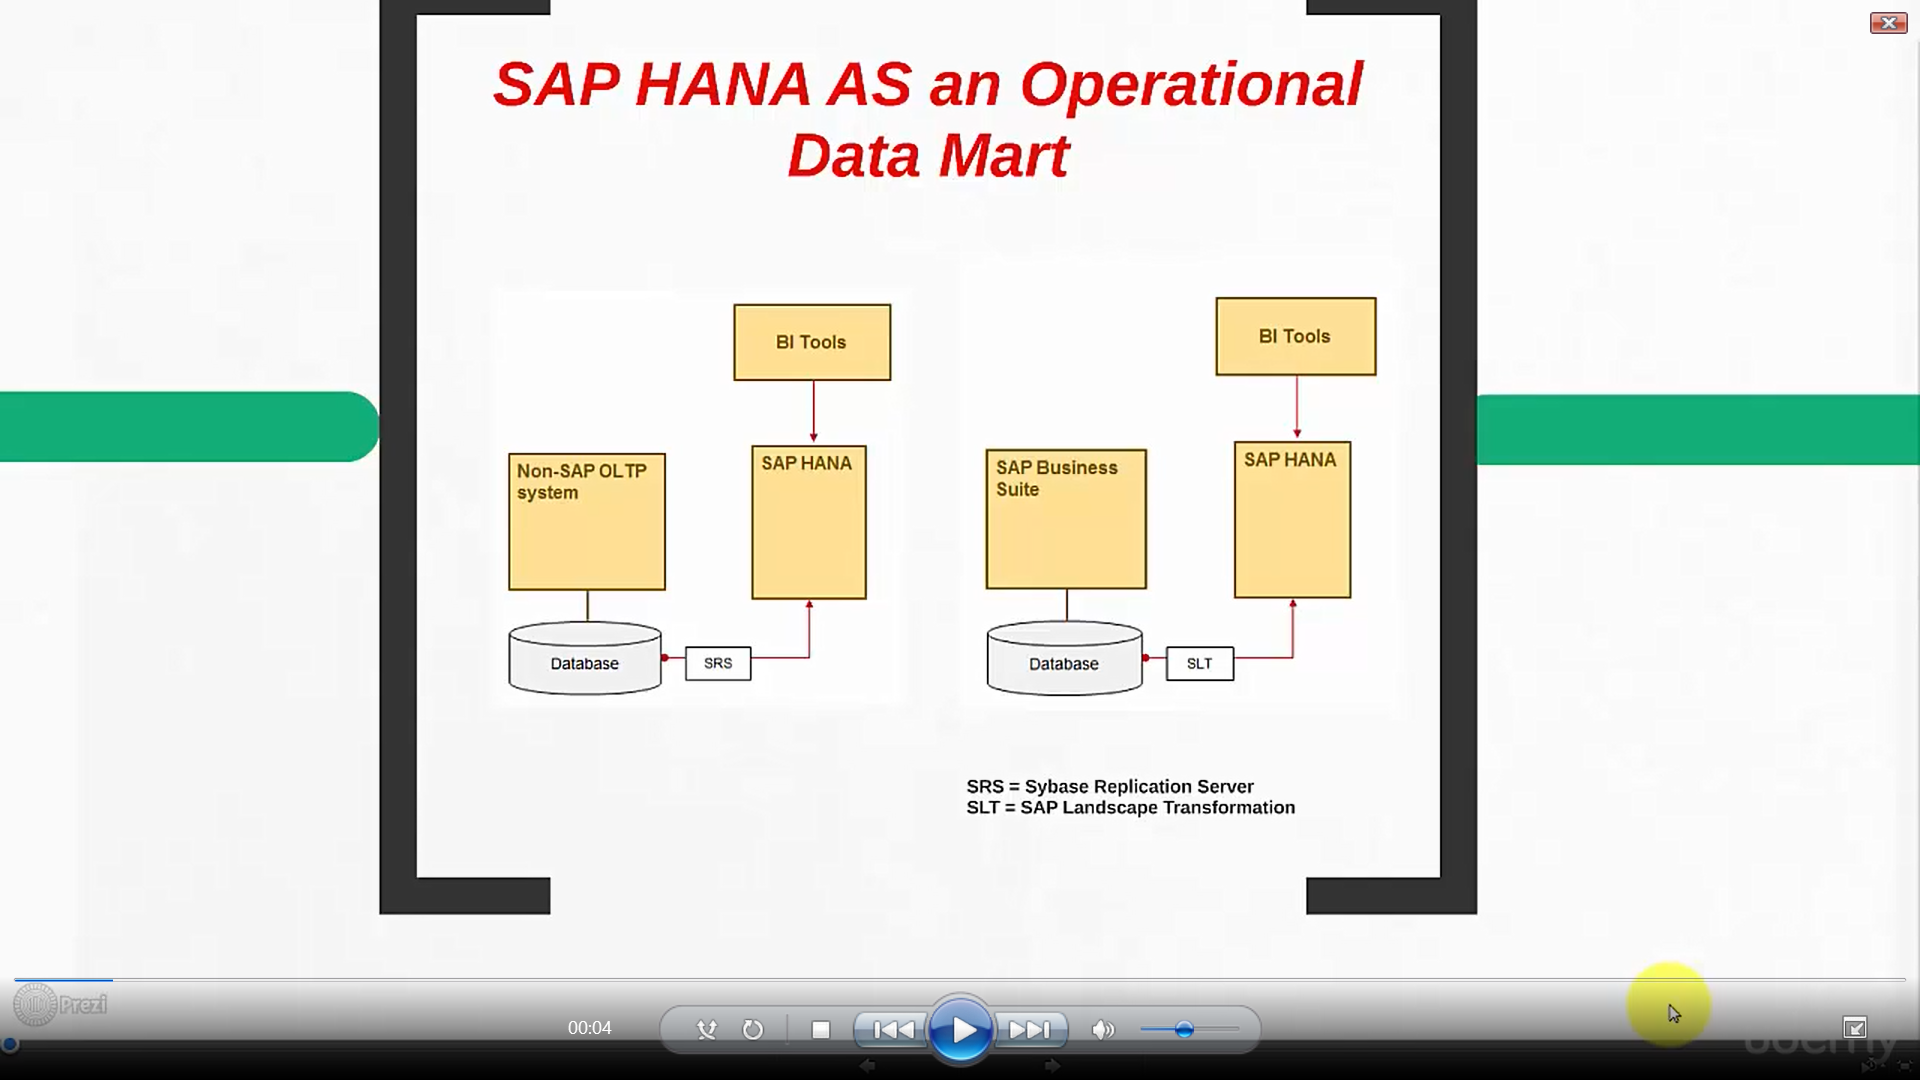 SAP HANA AS an Operational
Data Mart
BI Tools
Non-SAP OLTP
system
SAP HANA
Database
SRS
BI Tools
SAP Business
Suite
SAP HANA
Database
SLT
SRS = Sybase Replication Server
SLT = SAP Landscape Transformation
Prezi
00:04
udemy